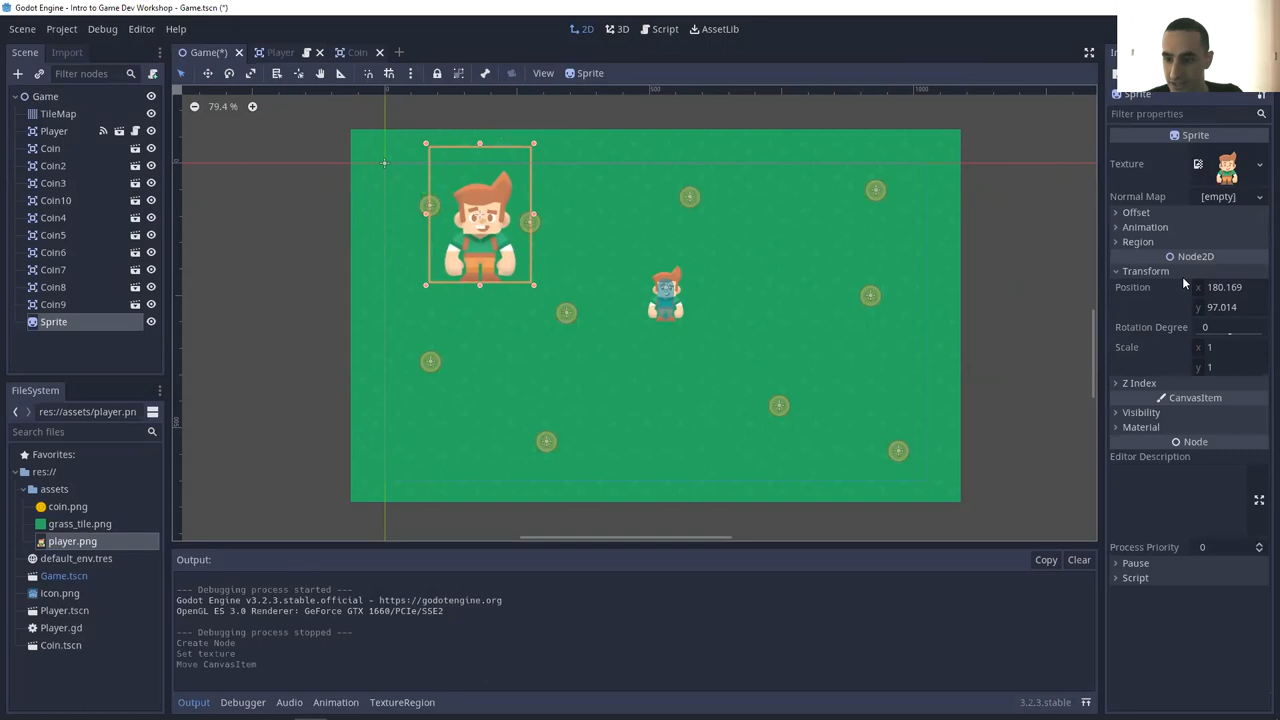 Godot Engine - Intro to Game Dev Workshop - Game.tscn (*)
Scene Project Debug Editor Help
2D 3D Script AssetLib
Scene Import
Game(*) Player Coin
Filter nodes
View Sprite
Sprite
79.4 %
0 500 1000
Game
TileMap
Player
Coin
Coin2
Coin3
Coin10
Coin4
Coin5
Coin6
Coin7
Coin8
Coin9
Sprite
FileSystem
res://assets/player.pn
Search files
Favorites:
res://
assets
coin.png
grass_tile.png
player.png
default_env.tres
Game.tscn
icon.png
Player.tscn
Player.gd
Coin.tscn
Output:
Copy Clear
--- Debugging process started ---
Godot Engine v3.2.3.stable.official - https://godotengine.org
OpenGL ES 3.0 Renderer: GeForce GTX 1660/PCIe/SSE2
--- Debugging process stopped ---
Create Node
Set texture
Move CanvasItem
Output Debugger Audio Animation TextureRegion
3.2.3.stable
Filter properties
Sprite
Texture
Normal Map [empty]
Offset
Animation
Region
Node2D
Transform
Position x 180.169
y 97.014
Rotation Degree 0
Scale x 1
y 1
Z Index
CanvasItem
Visibility
Material
Node
Editor Description
Process Priority 0
Pause
Script